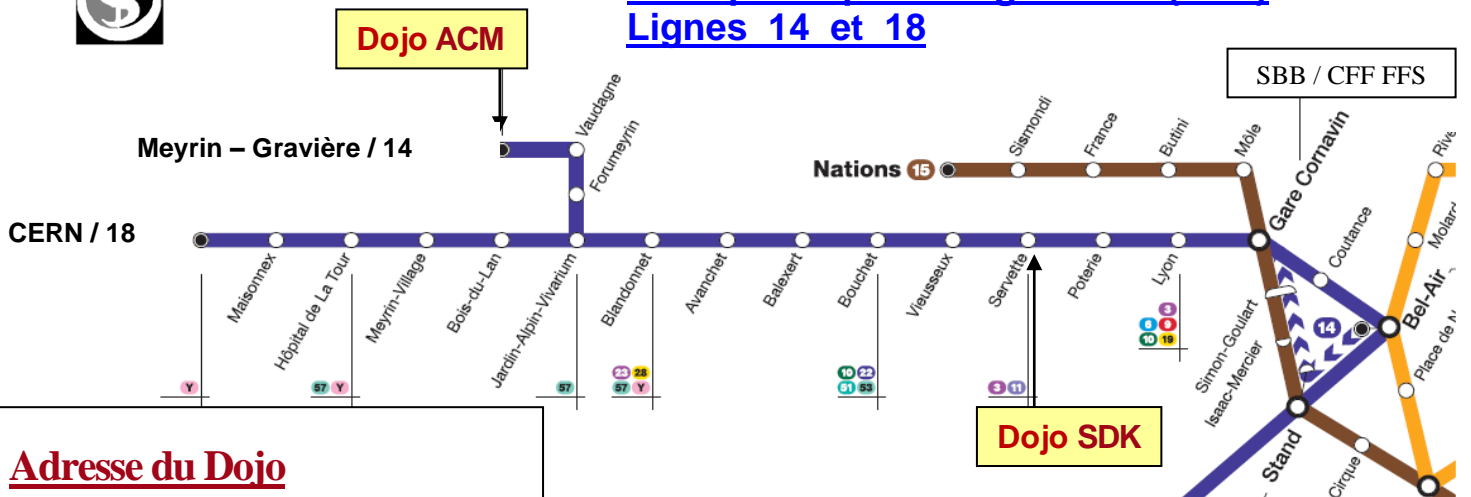 Lignes 14 et 18
Dojo ACM
SBB / CFF FFS
Meyrin – Gravière / 14
Vaudagne
Forumeyrin
Nations 15
Sismondi
France
Butini
Môle
Gare Cornavin
CERN / 18
Maisonnex
Hôpital de La Tour
Meyrin-Village
Bois-du-Lan
Jardin-Alpin-Vivarium
Blandonnet
Avanchet
Balexert
Bouchet
Vieusseux
Servette
Poterie
Lyon
Coutance
Molard
Bel-Air
Place de
14
Simon-Goulart
Isaac-Mercier
Stand
Cirque
Y
57 Y
57
23 28
57 Y
10 22
51 53
3 11
3
6 9
10 19
Dojo SDK
Adresse du Dojo